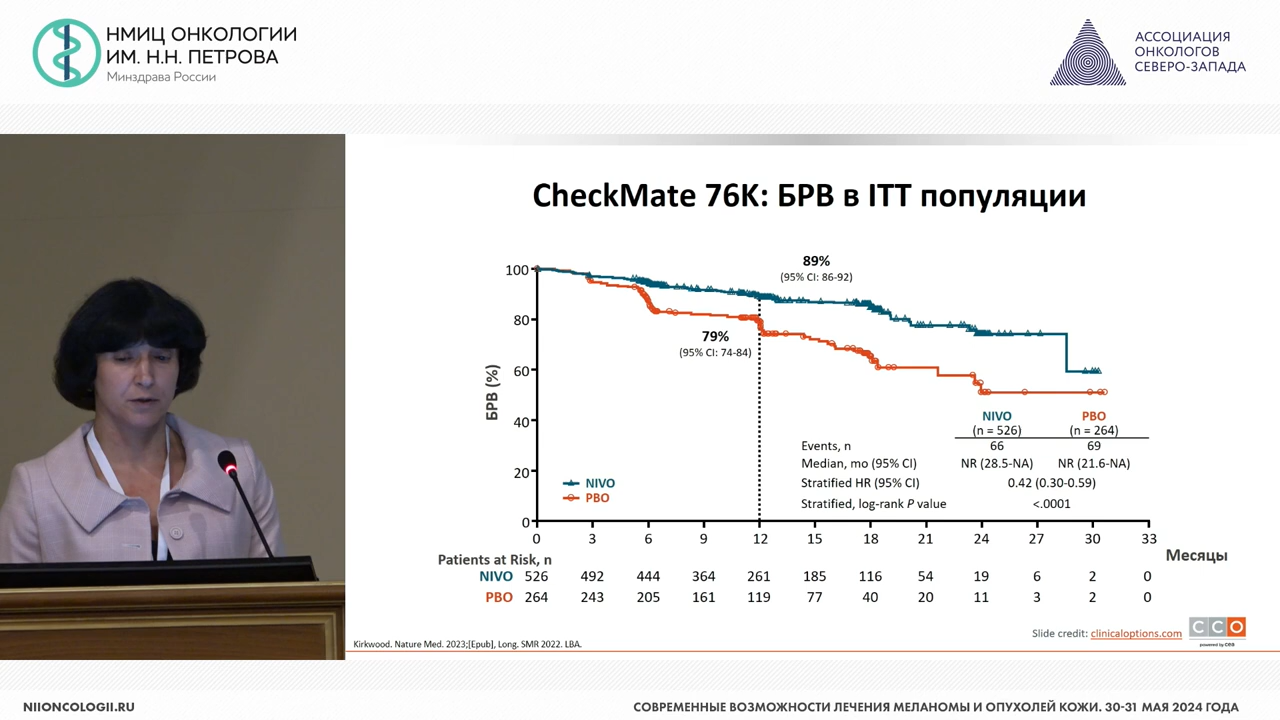 НМИЦ ОНКОЛОГИИ
ИМ. Н.Н. ПЕТРОВА
Минздрава России
АССОЦИАЦИЯ
ОНКОЛОГОВ
СЕВЕРО-ЗАПАДА
CheckMate 76K: БРВ в ITT популяции
89%
(95% CI: 86-92)
79%
(95% CI: 74-84)
БРВ (%)
100
80
60
40
20
0
NIVO
PBO
NIVO PBO
(n = 526) (n = 264)
Events, n 66 69
Median, mo (95% CI) NR (28.5-NA) NR (21.6-NA)
Stratified HR (95% CI) 0.42 (0.30-0.59)
Stratified, log-rank P value <.0001
0 3 6 9 12 15 18 21 24 27 30 33
Месяцы
Patients at Risk, n
NIVO 526 492 444 364 261 185 116 54 19 6 2 0
PBO 264 243 205 161 119 77 40 20 11 3 2 0
Slide credit: clinicaloptions.com
CCO
powered by cea
Kirkwood. Nature Med. 2023;[Epub], Long. SMR 2022. LBA.
NIIONCOLOGII.RU
СОВРЕМЕННЫЕ ВОЗМОЖНОСТИ ЛЕЧЕНИЯ МЕЛАНОМЫ И ОПУХОЛЕЙ КОЖИ. 30-31 МАЯ 2024 ГОДА